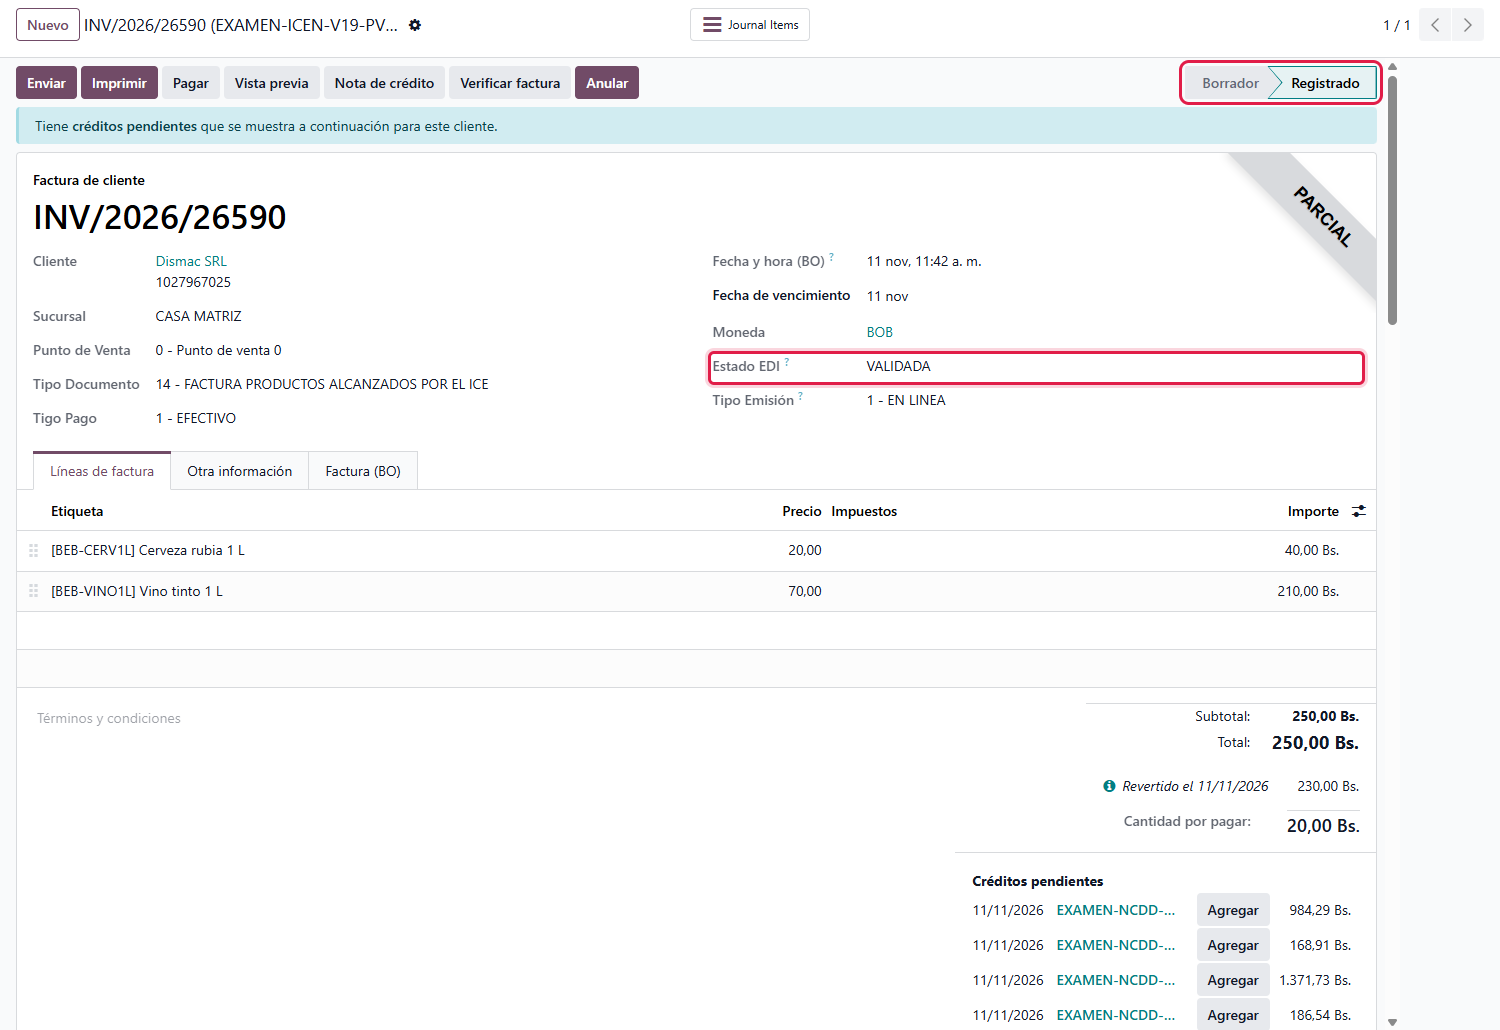 Nuevo INV/2026/26590 (EXAMEN-ICEN-V19-PV... Journal Items 1 / 1
Enviar Imprimir Pagar Vista previa Nota de crédito Verificar factura Anular Borrador Registrado
Tiene créditos pendientes que se muestra a continuación para este cliente.
PARCIAL
Factura de cliente
INV/2026/26590
Cliente Dismac SRL Fecha y hora (BO) ? 11 nov, 11:42 a. m.
1027967025
Fecha de vencimiento 11 nov
Sucursal CASA MATRIZ
Moneda BOB
Punto de Venta 0 - Punto de venta 0
Estado EDI ? VALIDADA
Tipo Documento 14 - FACTURA PRODUCTOS ALCANZADOS POR EL ICE
Tipo Emisión ? 1 - EN LINEA
Tigo Pago 1 - EFECTIVO
Líneas de factura Otra información Factura (BO)
Etiqueta Precio Impuestos Importe
[BEB-CERV1L] Cerveza rubia 1 L 20,00 40,00 Bs.
[BEB-VINO1L] Vino tinto 1 L 70,00 210,00 Bs.
Términos y condiciones
Subtotal: 250,00 Bs.
Total: 250,00 Bs.
Revertido el 11/11/2026 230,00 Bs.
Cantidad por pagar: 20,00 Bs.
Créditos pendientes
11/11/2026 EXAMEN-NCDD-... Agregar 984,29 Bs.
11/11/2026 EXAMEN-NCDD-... Agregar 168,91 Bs.
11/11/2026 EXAMEN-NCDD-... Agregar 1.371,73 Bs.
11/11/2026 EXAMEN-NCDD-... Agregar 186,54 Bs.